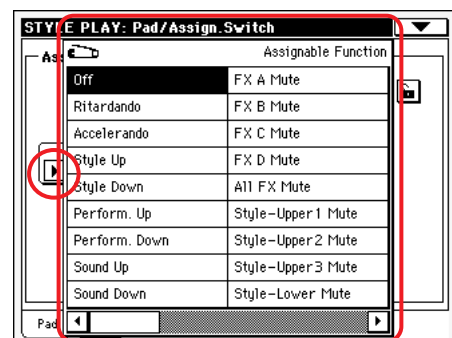 STYLE PLAY: Pad/Assign.Switch
Assignable Function
Off
FX A Mute
Ritardando
FX B Mute
Accelerando
FX C Mute
Style Up
FX D Mute
Style Down
All FX Mute
Perform. Up
Style-Upper1 Mute
Perform. Down
Style-Upper2 Mute
Sound Up
Style-Upper3 Mute
Sound Down
Style-Lower Mute
Pad